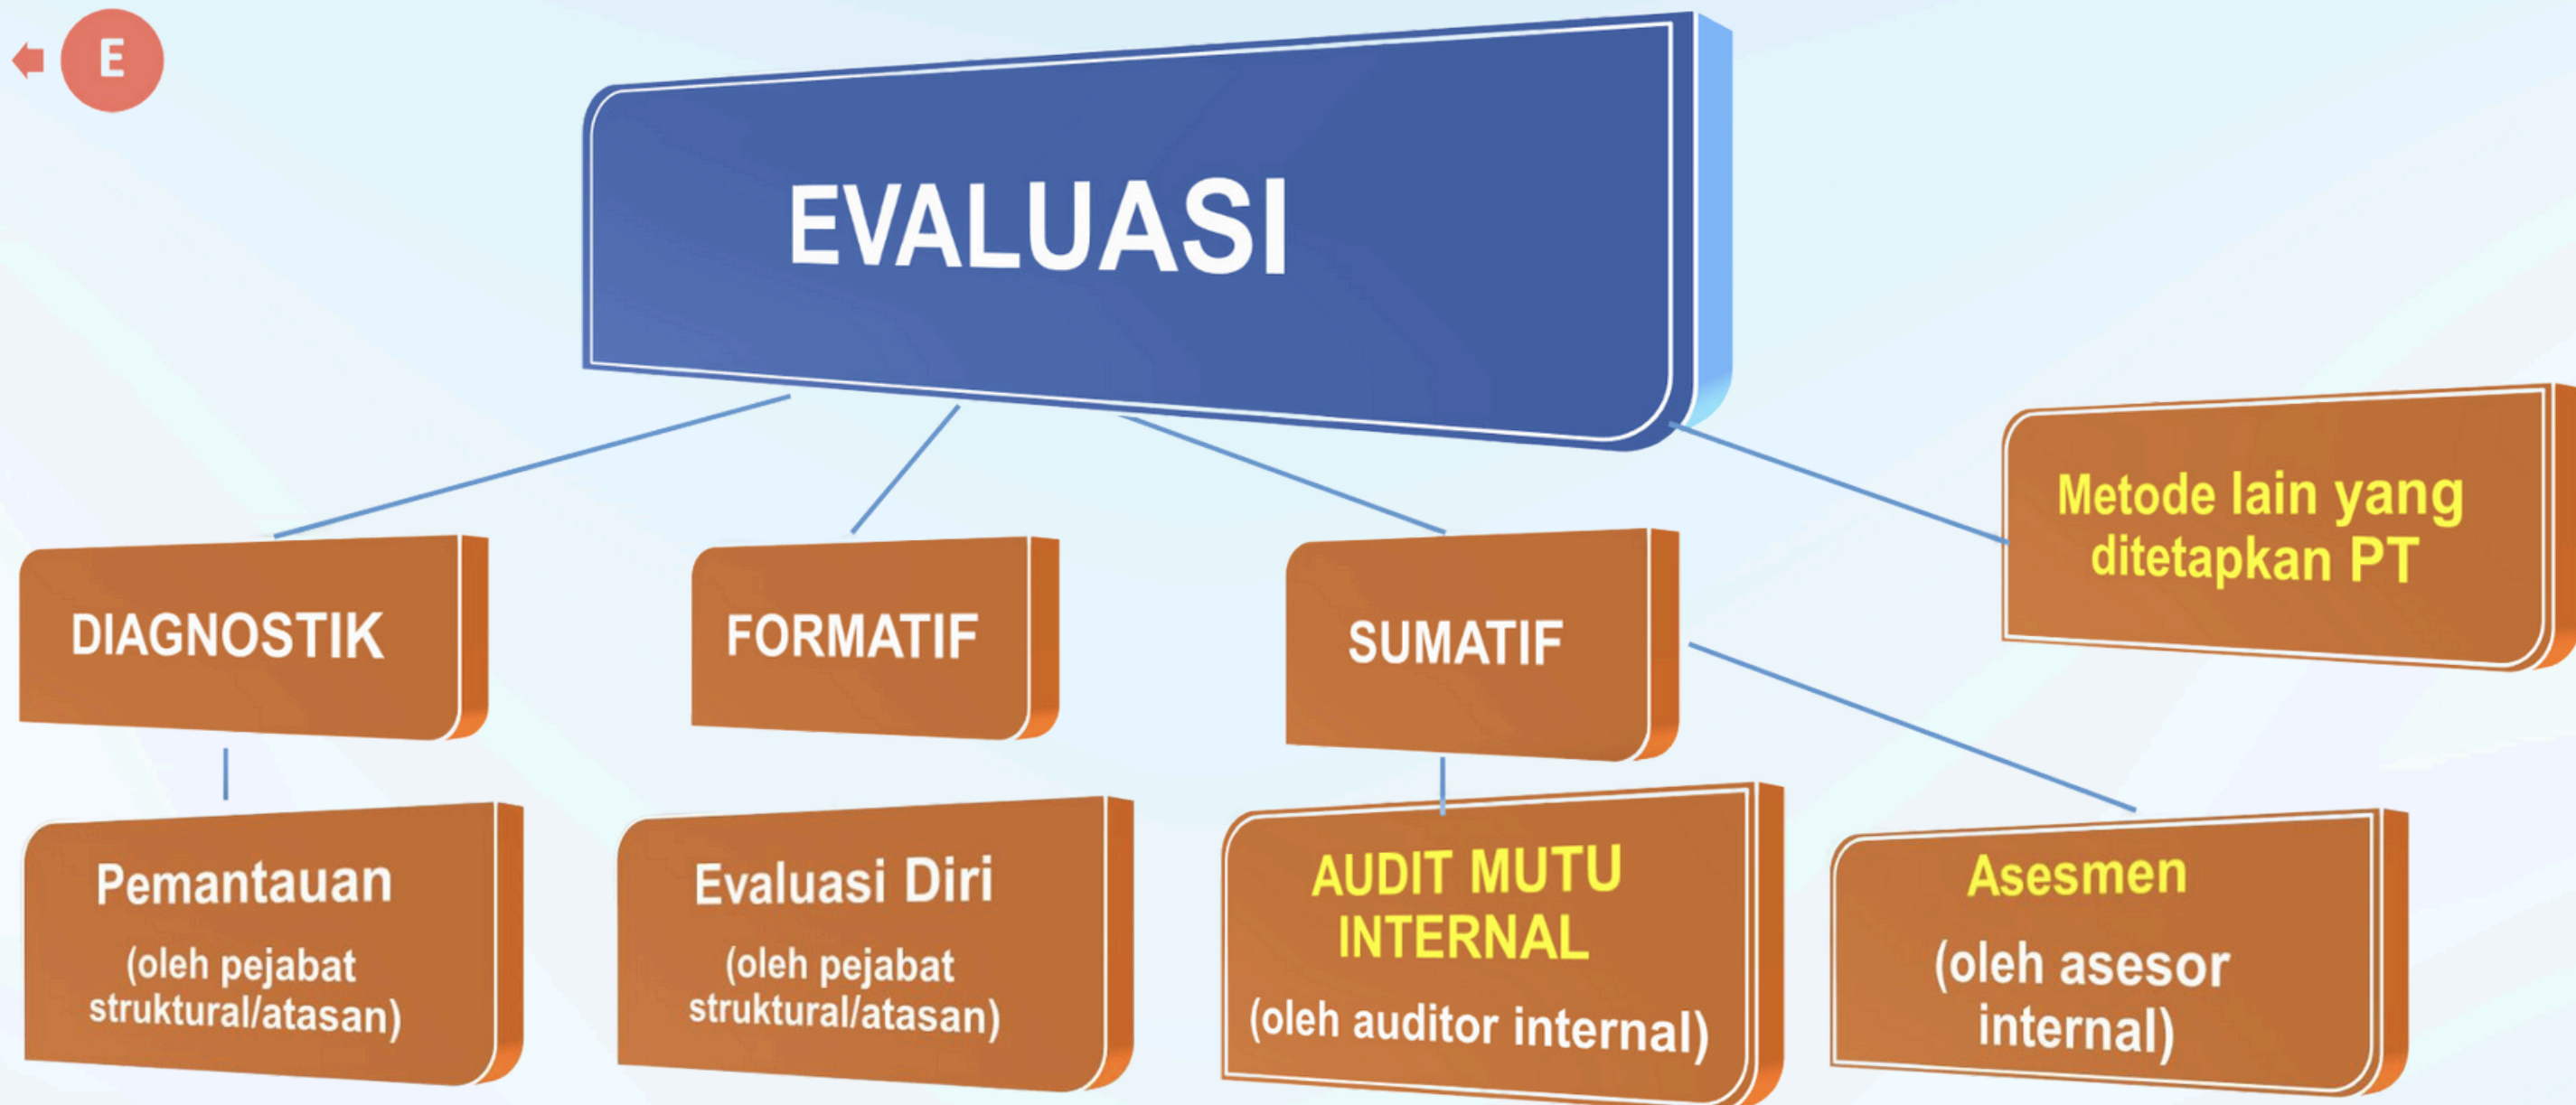 E
EVALUASI
Metode lain yang
ditetapkan PT
DIAGNOSTIK
FORMATIF
SUMATIF
Pemantauan
(oleh pejabat
struktural/atasan)
Evaluasi Diri
(oleh pejabat
struktural/atasan)
AUDIT MUTU
INTERNAL
(oleh auditor internal)
Asesmen
(oleh asesor
internal)